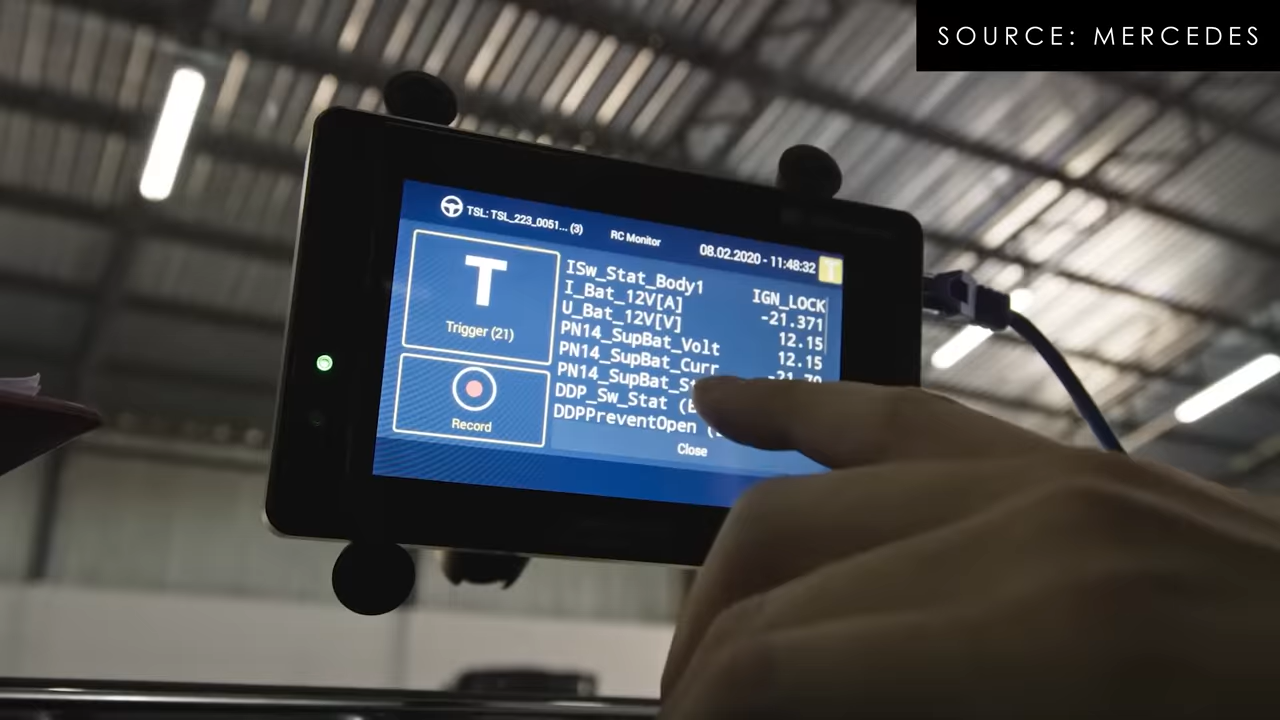 SOURCE: MERCEDES
TSL: TSL_223_0051... (3) RC Monitor 08.02.2020 - 11:48:32 T
T
Trigger (21)
Record
ISw_Stat_Body1 IGN_LOCK
I_Bat_12V[A] -21.371
U_Bat_12V[V] 12.15
PN14_SupBat_Volt 12.15
PN14_SupBat_Curr
DDP_Sw_Stat
DDPPreventOpen
Close